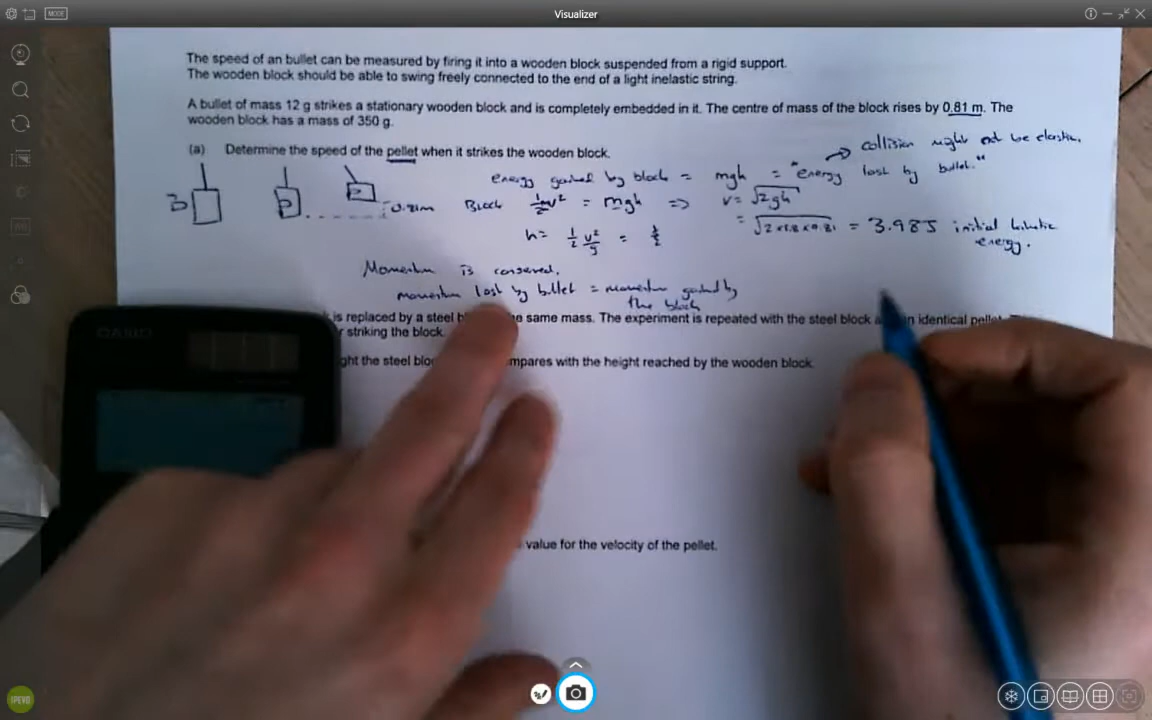 MODE
Visualizer
The speed of an bullet can be measured by firing it into a wooden block suspended from a rigid support.
The wooden block should be able to swing freely connected to the end of a light inelastic string.
A bullet of mass 12 g strikes a stationary wooden block and is completely embedded in it. The centre of mass of the block rises by 0.81 m. The
wooden block has a mass of 350 g.
(a) Determine the speed of the pellet when it strikes the wooden block.
collision might not be elastic.
energy gained by block = mgh = "energy lost by bullet."
0.81m Block ½mv² = mgh => v = √2gh
= √2×9.8×0.81 = 3.985 initial kinetic energy.
h = ½ v²/g =
Momentum is conserved.
momentum lost by bullet = momentum gained by
the block
is replaced by a steel b same mass. The experiment is repeated with the steel block an identical pellet.
r striking the block.
ght the steel bloc mpares with the height reached by the wooden block.
value for the velocity of the pellet.
CASIO
IPEVO